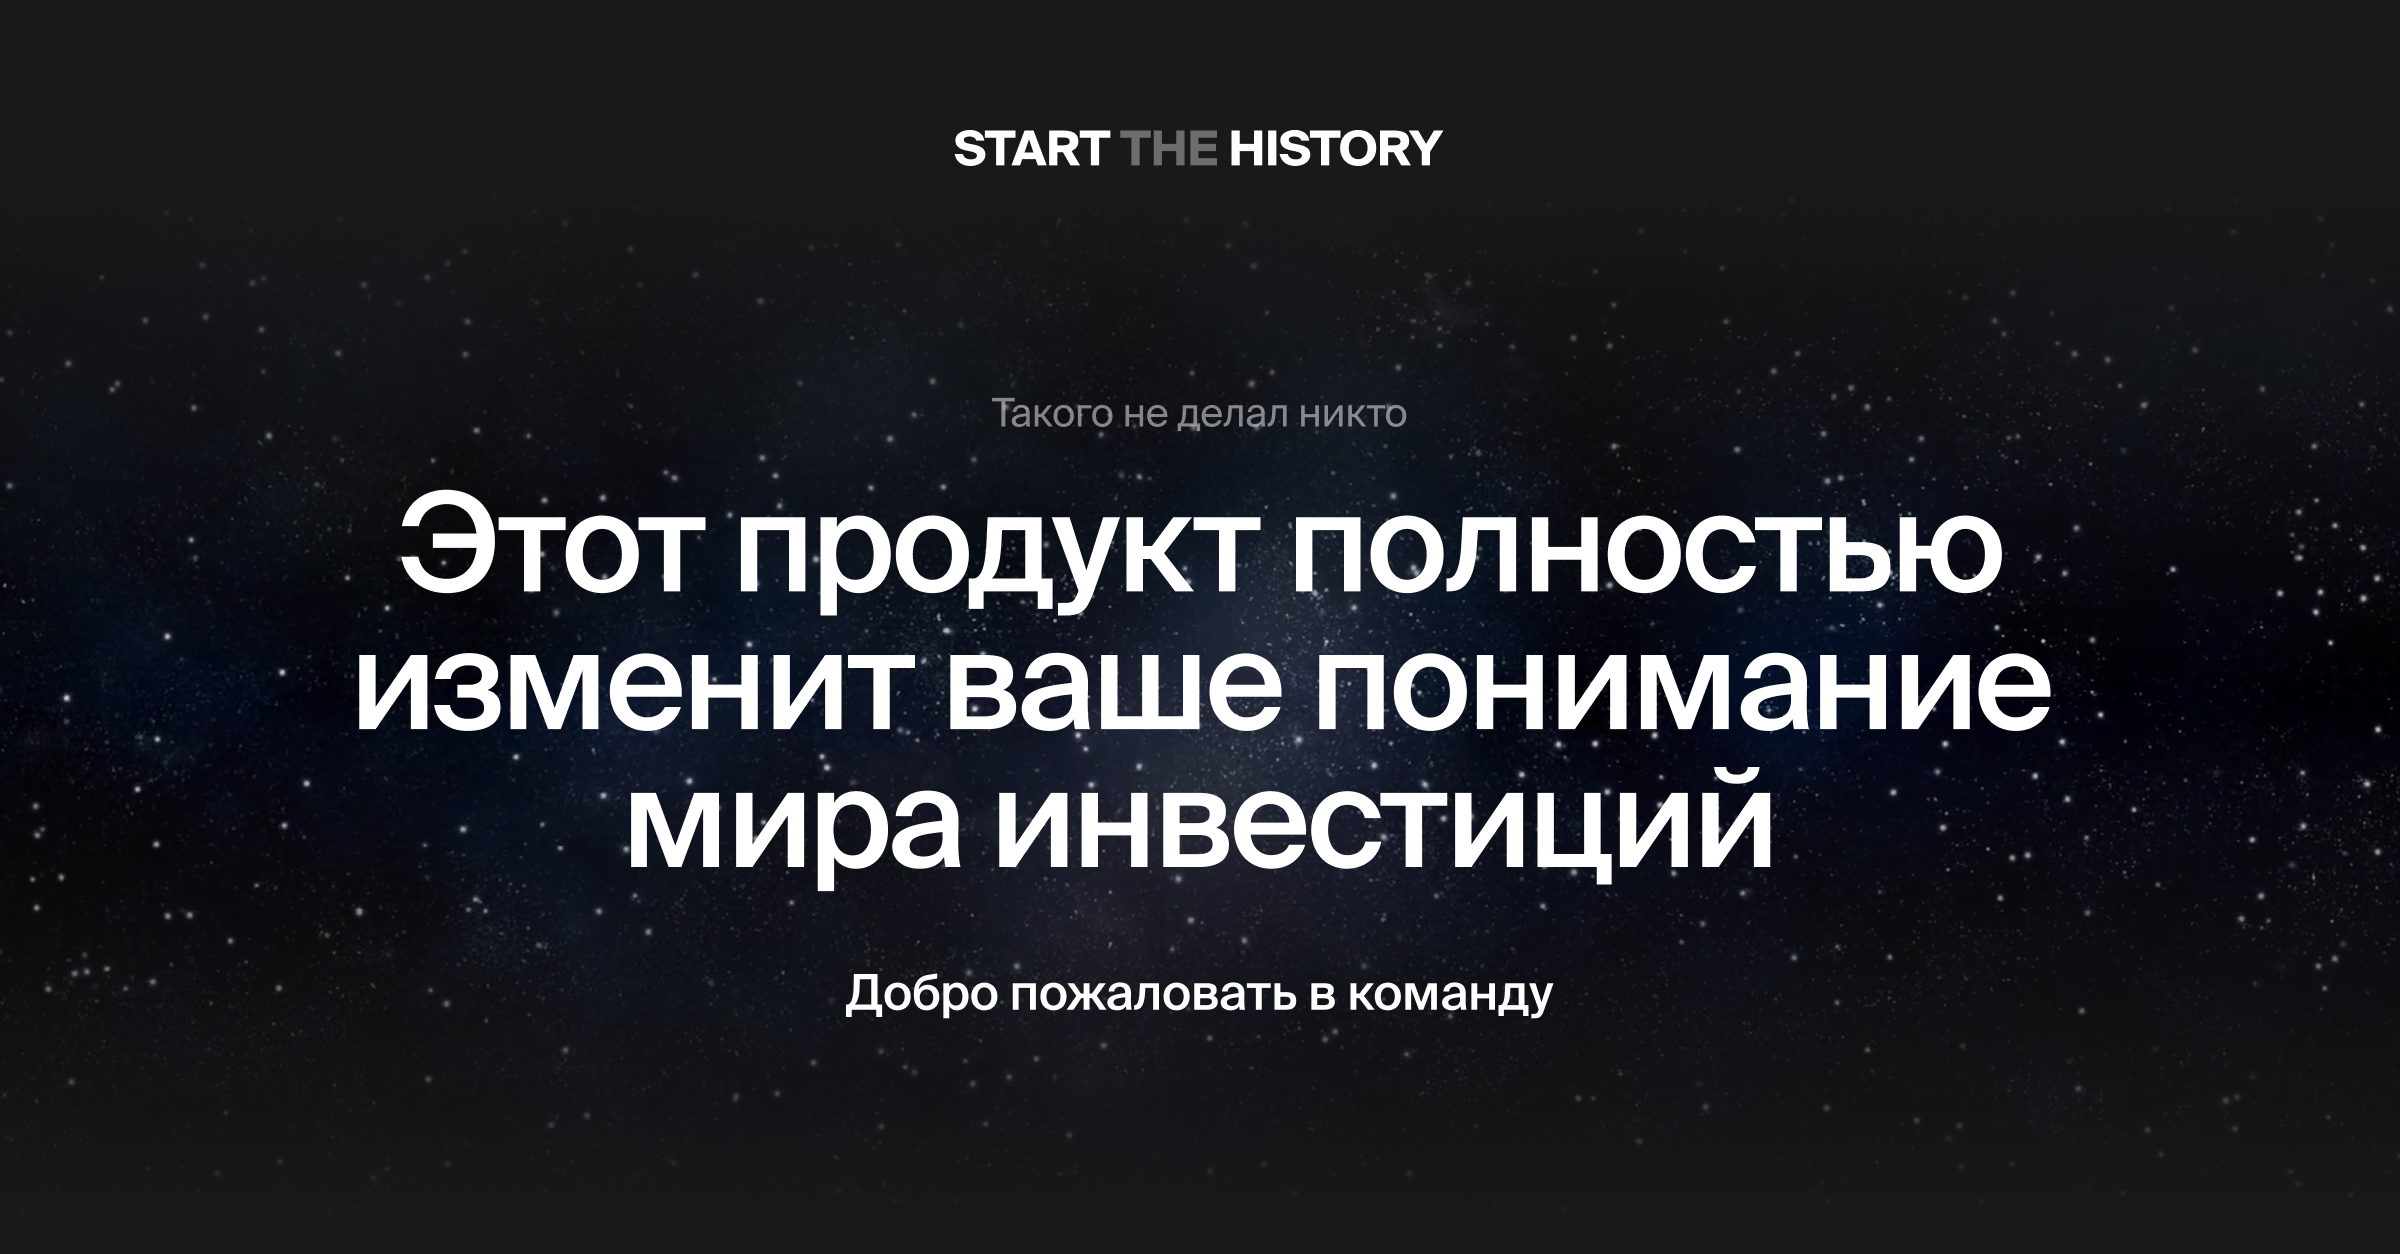 START THE HISTORY
Такого не делал никто
Этот продукт полностью
изменит ваше понимание
мира инвестиций
Добро пожаловать в команду